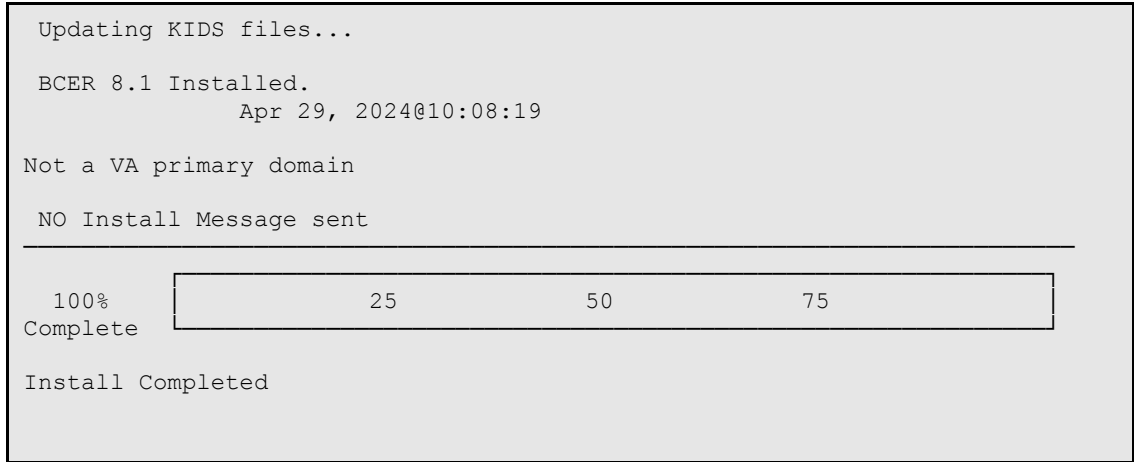 Updating KIDS files...
BCER 8.1 Installed.
Apr 29, 2024@10:08:19
Not a VA primary domain
NO Install Message sent
100% 25 50 75
Complete
Install Completed